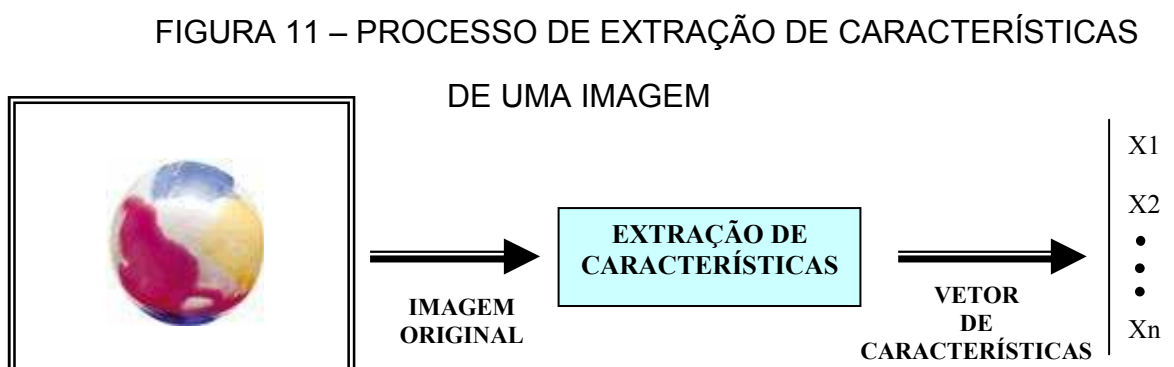 FIGURA 11 – PROCESSO DE EXTRAÇÃO DE CARACTERÍSTICAS
DE UMA IMAGEM
IMAGEM
ORIGINAL
EXTRAÇÃO DE
CARACTERÍSTICAS
VETOR
DE
CARACTERÍSTICAS
X1
X2
Xn